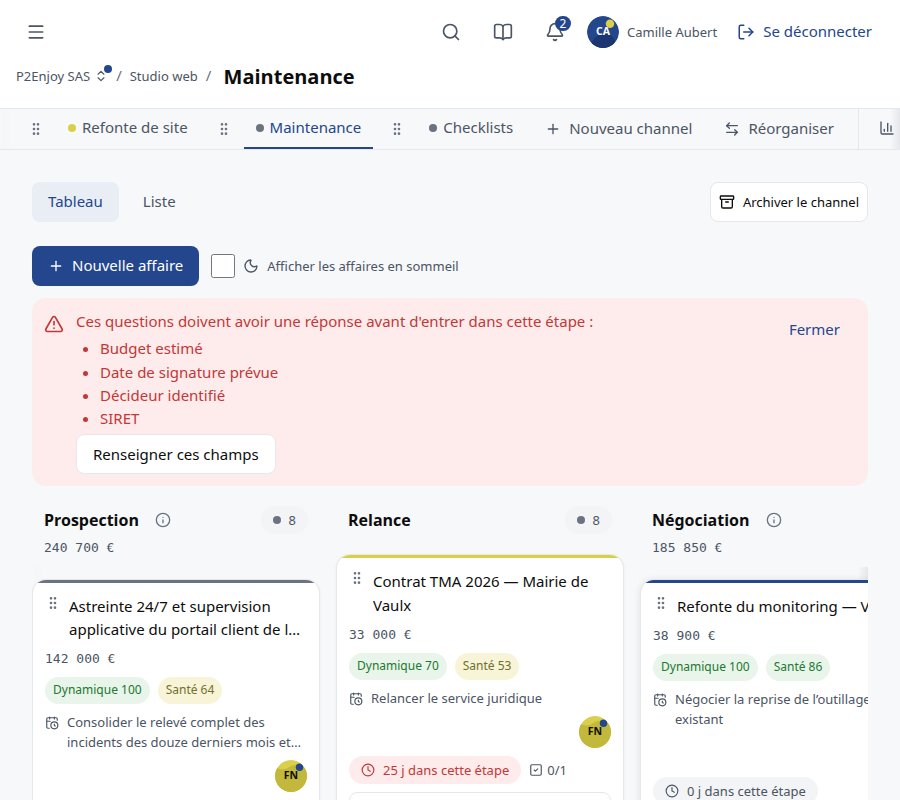 2
CA
Camille Aubert
Se déconnecter
P2Enjoy SAS / Studio web / Maintenance
Refonte de site
Maintenance
Checklists
Nouveau channel
Réorganiser
Tableau
Liste
Archiver le channel
Nouvelle affaire
Afficher les affaires en sommeil
Ces questions doivent avoir une réponse avant d'entrer dans cette étape :
Fermer
Budget estimé
Date de signature prévue
Décideur identifié
SIRET
Renseigner ces champs
Prospection
8
240 700 €
Astreinte 24/7 et supervision
applicative du portail client de l...
142 000 €
Dynamique 100
Santé 64
Consolider le relevé complet des
incidents des douze derniers mois et...
FN
Relance
8
Contrat TMA 2026 — Mairie de
Vaulx
33 000 €
Dynamique 70
Santé 53
Relancer le service juridique
FN
25 j dans cette étape
0/1
Négociation
185 850 €
Refonte du monitoring — V
38 900 €
Dynamique 100
Santé 86
Négocier la reprise de l’outillage
existant
0 j dans cette étape